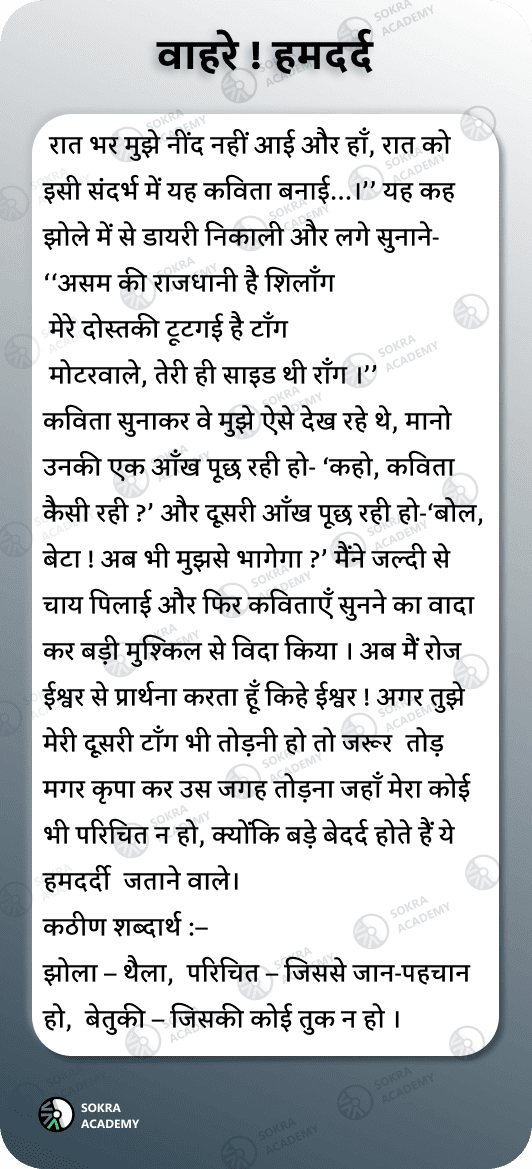 वाहरे ! हमदर्द
रात भर मुझे नींद नहीं आई और हाँ, रात को
इसी संदर्भ में यह कविता बनाई...।’’ यह कह
झोले में से डायरी निकाली और लगे सुनाने-
‘‘असम की राजधानी है शिलाँग
मेरे दोस्तकी टूटगई है टाँग
मोटरवाले, तेरी ही साइड थी राँग ।’’
कविता सुनाकर वे मुझे ऐसे देख रहे थे, मानो
उनकी एक आँख पूछ रही हो- ‘कहो, कविता
कैसी रही ?’ और दूसरी आँख पूछ रही हो-‘बोल,
बेटा ! अब भी मुझसे भागेगा ?’ मैंने जल्दी से
चाय पिलाई और फिर कविताएँ सुनने का वादा
कर बड़ी मुश्किल से विदा किया । अब मैं रोज
ईश्वर से प्रार्थना करता हूँ किहे ईश्वर ! अगर तुझे
मेरी दूसरी टाँग भी तोड़नी हो तो जरूर तोड़
मगर कृपा कर उस जगह तोड़ना जहाँ मेरा कोई
भी परिचित न हो, क्योंकि बड़े बेदर्द होते हैं ये
हमदर्दी जताने वाले।
कठीण शब्दार्थ :–
झोला – थैला, परिचित – जिससे जान-पहचान
हो, बेतुकी – जिसकी कोई तुक न हो ।
SOKRA
ACADEMY